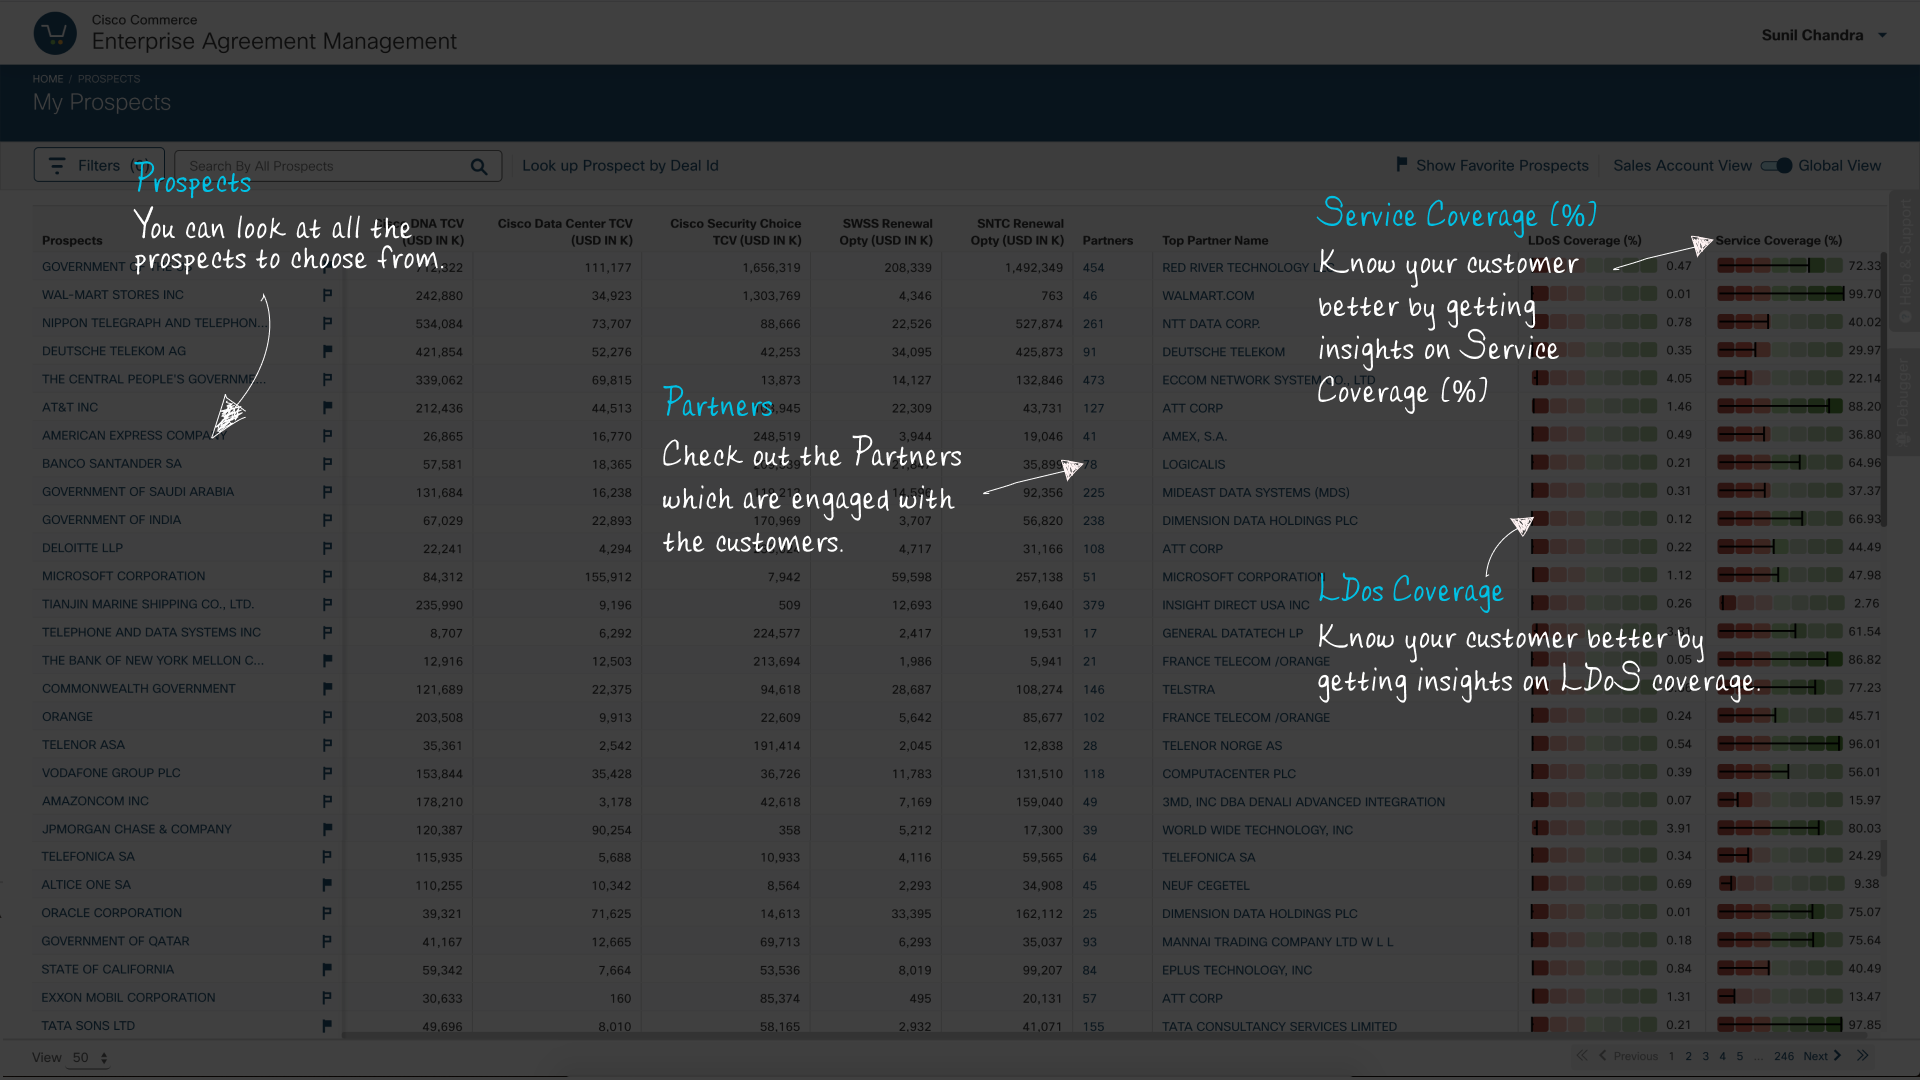 Cisco Commerce
Enterprise Agreement Management
Sunil Chandra
HOME / PROSPECTS
My Prospects
Filters
Search By All Prospects
Look up Prospect by Deal Id
Show Favorite Prospects
Sales Account View
Global View
Prospects
You can look at all the
prospects to choose from.
Service Coverage (%)
Know your customer
better by getting
insights on Service
Coverage (%)
Partners
Check out the Partners
which are engaged with
the customers.
LDos Coverage
Know your customer better by
getting insights on LDoS coverage.
Help & Support
Debugger
Prospects DNA TCV (USD IN K) Cisco Data Center TCV (USD IN K) Cisco Security Choice TCV (USD IN K) SWSS Renewal Opty (USD IN K) SNTC Renewal Opty (USD IN K) Partners Top Partner Name LDoS Coverage (%) Service Coverage (%)
GOVERNMENT 111,177 1,656,319 208,339 1,492,349 454 RED RIVER TECHNOLOGY 0.47 72.33
WAL-MART STORES INC 242,880 34,923 1,303,769 4,346 763 46 WALMART.COM 0.01 99.70
NIPPON TELEGRAPH AND TELEPHON... 534,084 73,707 88,666 22,526 527,874 261 NTT DATA CORP. 0.78 40.02
DEUTSCHE TELEKOM AG 421,854 52,276 42,253 34,095 425,873 91 DEUTSCHE TELEKOM 0.35 29.97
THE CENTRAL PEOPLE'S GOVERNME... 339,062 69,815 13,873 14,127 132,846 473 ECCOM NETWORK SYSTEM CO., LTD 4.05 22.14
AT&T INC 212,436 44,513 22,309 43,731 127 ATT CORP 1.46 88.20
AMERICAN EXPRESS COMPANY 26,865 16,770 248,519 3,944 19,046 41 AMEX, S.A. 0.49 36.80
BANCO SANTANDER SA 57,581 18,365 35,899 78 LOGICALIS 0.21 64.96
GOVERNMENT OF SAUDI ARABIA 131,684 16,238 92,356 225 MIDEAST DATA SYSTEMS (MDS) 0.31 37.37
GOVERNMENT OF INDIA 67,029 22,893 170,969 3,707 56,820 238 DIMENSION DATA HOLDINGS PLC 0.12 66.93
DELOITTE LLP 22,241 4,294 4,717 31,166 108 ATT CORP 0.22 44.49
MICROSOFT CORPORATION 84,312 155,912 7,942 59,598 257,138 51 MICROSOFT CORPORATION 1.12 47.98
TIANJIN MARINE SHIPPING CO., LTD. 235,990 9,196 509 12,693 19,640 379 INSIGHT DIRECT USA INC 0.26 2.76
TELEPHONE AND DATA SYSTEMS INC 8,707 6,292 224,577 2,417 19,531 17 GENERAL DATATECH LP 61.54
THE BANK OF NEW YORK MELLON C... 12,916 12,503 213,694 1,986 5,941 21 FRANCE TELECOM /ORANGE 0.05 86.82
COMMONWEALTH GOVERNMENT 121,689 22,375 94,618 28,687 108,274 146 TELSTRA 77.23
ORANGE 203,508 9,913 22,609 5,642 85,677 102 FRANCE TELECOM /ORANGE 0.24 45.71
TELENOR ASA 35,361 2,542 191,414 2,045 12,838 28 TELENOR NORGE AS 0.54 96.01
VODAFONE GROUP PLC 153,844 35,428 36,726 11,783 131,510 118 COMPUTACENTER PLC 0.39 56.01
AMAZONCOM INC 178,210 3,178 42,618 7,169 159,040 49 3MD, INC DBA DENALI ADVANCED INTEGRATION 0.07 15.97
JPMORGAN CHASE & COMPANY 120,387 90,254 358 5,212 17,300 39 WORLD WIDE TECHNOLOGY, INC 3.91 80.03
TELEFONICA SA 115,935 5,688 10,933 4,116 59,565 64 TELEFONICA SA 0.34 24.29
ALTICE ONE SA 110,255 10,342 8,564 2,293 34,908 45 NEUF CEGETEL 0.69 9.38
ORACLE CORPORATION 39,321 71,625 14,613 33,395 162,112 25 DIMENSION DATA HOLDINGS PLC 0.01 75.07
GOVERNMENT OF QATAR 41,167 12,665 69,713 6,293 35,037 93 MANNAI TRADING COMPANY LTD W L L 0.18 75.64
STATE OF CALIFORNIA 59,342 7,664 53,536 8,019 99,207 84 EPLUS TECHNOLOGY, INC 0.84 40.49
EXXON MOBIL CORPORATION 30,633 160 85,374 495 20,131 57 ATT CORP 1.31 13.47
TATA SONS LTD 49,696 8,010 58,165 2,932 41,071 155 TATA CONSULTANCY SERVICES LIMITED 0.21 97.85
View 50
Previous 1 2 3 4 5 ... 246 Next